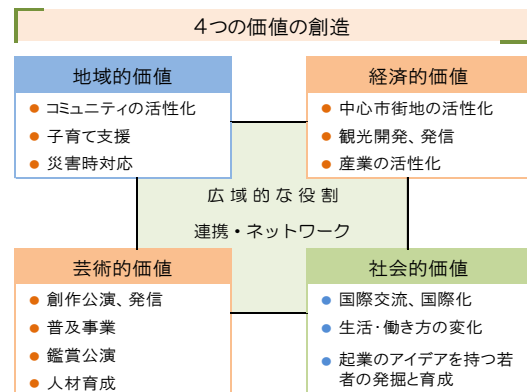 4つの価値の創造
地域的価値
● コミュニティの活性化
● 子育て支援
● 災害時対応
経済的価値
● 中心市街地の活性化
● 観光開発、発信
● 産業の活性化
広域的な役割
連携・ネットワーク
芸術的価値
● 創作公演、発信
● 普及事業
● 鑑賞公演
● 人材育成
社会的価値
● 国際交流、国際化
● 生活・働き方の変化
● 起業のアイデアを持つ若
者の発掘と育成